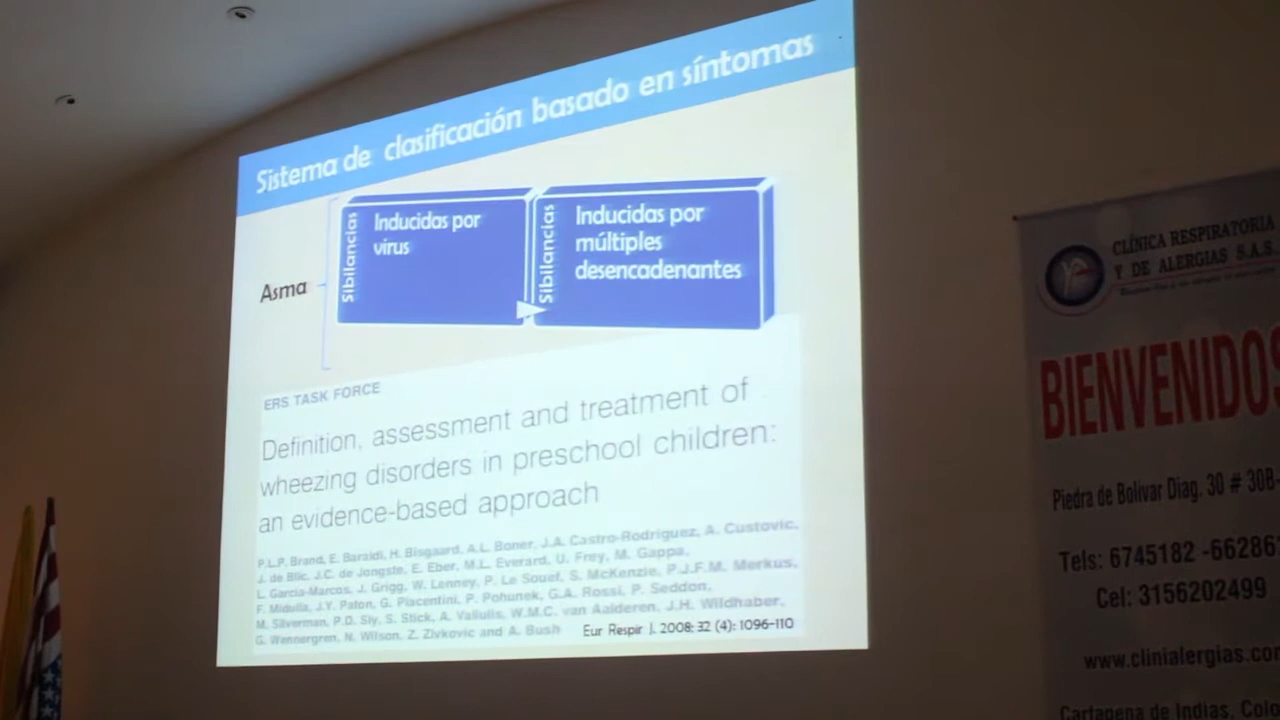 Sistema de clasificación basado en síntomas
Asma
Sibilancias
Inducidas por
virus
Sibilancias
Inducidas por
múltiples
desencadenantes
ERS TASK FORCE
Definition, assessment and treatment of
wheezing disorders in preschool children:
an evidence-based approach
P.L.P. Brand, E. Baraldi, H. Bisgaard, A.L. Boner, J.A. Castro-Rodriguez, A. Custovic,
J. de Blic, J.C. de Jongste, E. Eber, M.L. Everard, U. Frey, M. Gappa,
L. Garcia-Marcos, J. Grigg, W. Lenney, P. Le Souef, S. McKenzie, P.J.F.M. Merkus,
F. Midulla, J.Y. Paton, G. Piacentini, P. Pohunek, G.A. Rossi, P. Seddon,
M. Silverman, P.D. Sly, S. Stick, A. Valiulis, W.M.C. van Aalderen, J.H. Wildhaber,
G. Wennergren, N. Wilson, Z. Zivkovic and A. Bush
Eur Respir J. 2008; 32 (4): 1096-110
CLÍNICA RESPIRATORIA
Y DE ALERGIAS S.A.S.
BIENVENIDOS
Piedra de Bolivar Diag. 30 # 30B-
Tels: 6745182 -66286
Cel: 3156202499
www.clinialergias.co
Cartagena de Indias, Colo